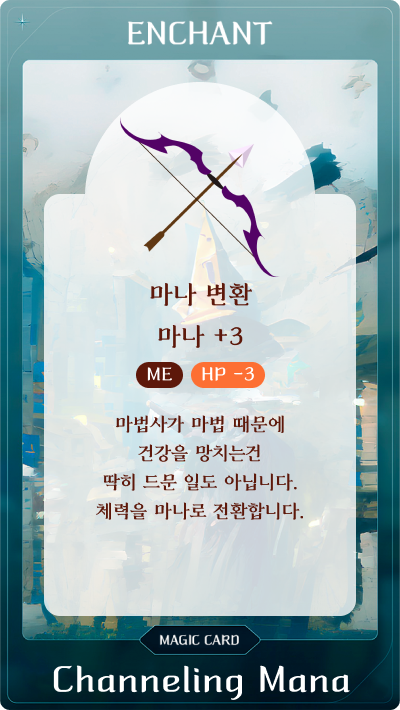 ENCHANT
마나 변환
마나 +3
ME HP -3
마법사가 마법 때문에
건강을 망치는건
딱히 드문 일도 아닙니다.
체력을 마나로 전환합니다.
MAGIC CARD
Channeling Mana